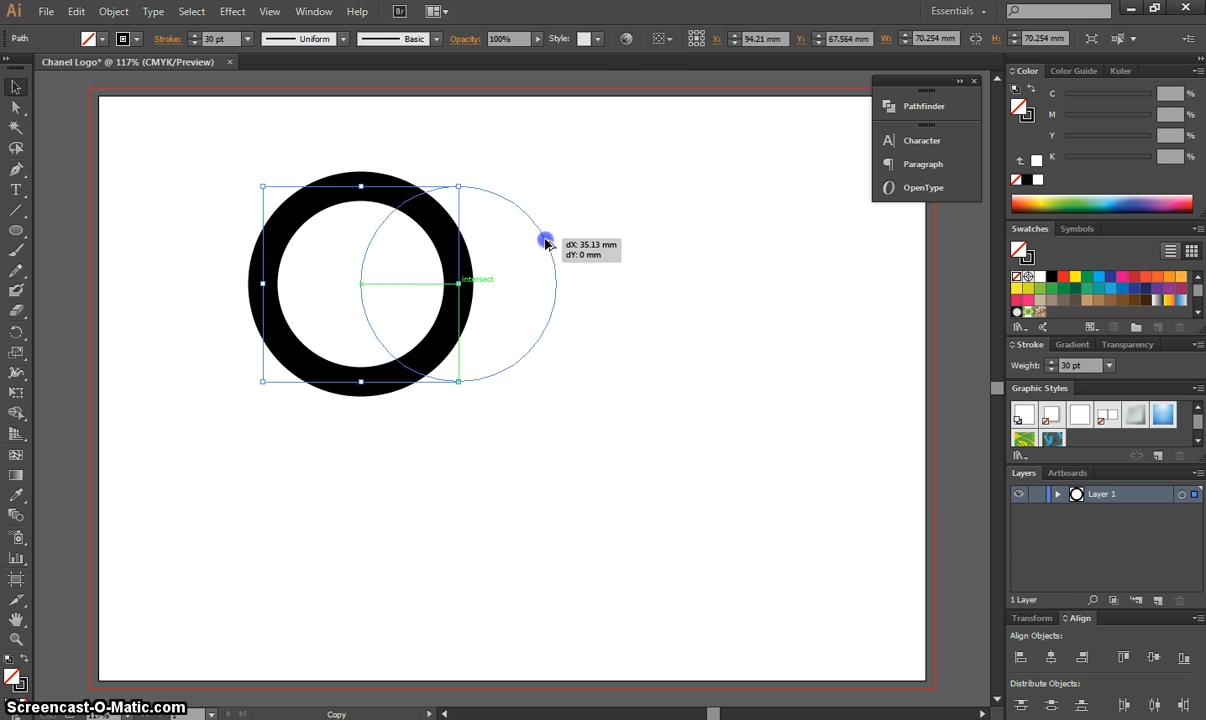 Ai File Edit Object Type Select Effect View Window Help Br Essentials
Path Stroke: 30 pt Uniform Basic Opacity: 100% Style: X: 94.21 mm Y: 67.564 mm W: 70.254 mm H: 70.254 mm
Chanel Logo* @ 117% (CMYK/Preview)
Pathfinder
Character
Paragraph
OpenType
dX: 35.13 mm
dY: 0 mm
intersect
Color Color Guide Kuler
C %
M %
Y %
K %
Swatches Symbols
Stroke Gradient Transparency
Weight: 30 pt
Graphic Styles
Layers Artboards
Layer 1
1 Layer
Transform Align
Align Objects:
Distribute Objects:
Copy
Screencast-O-Matic.com